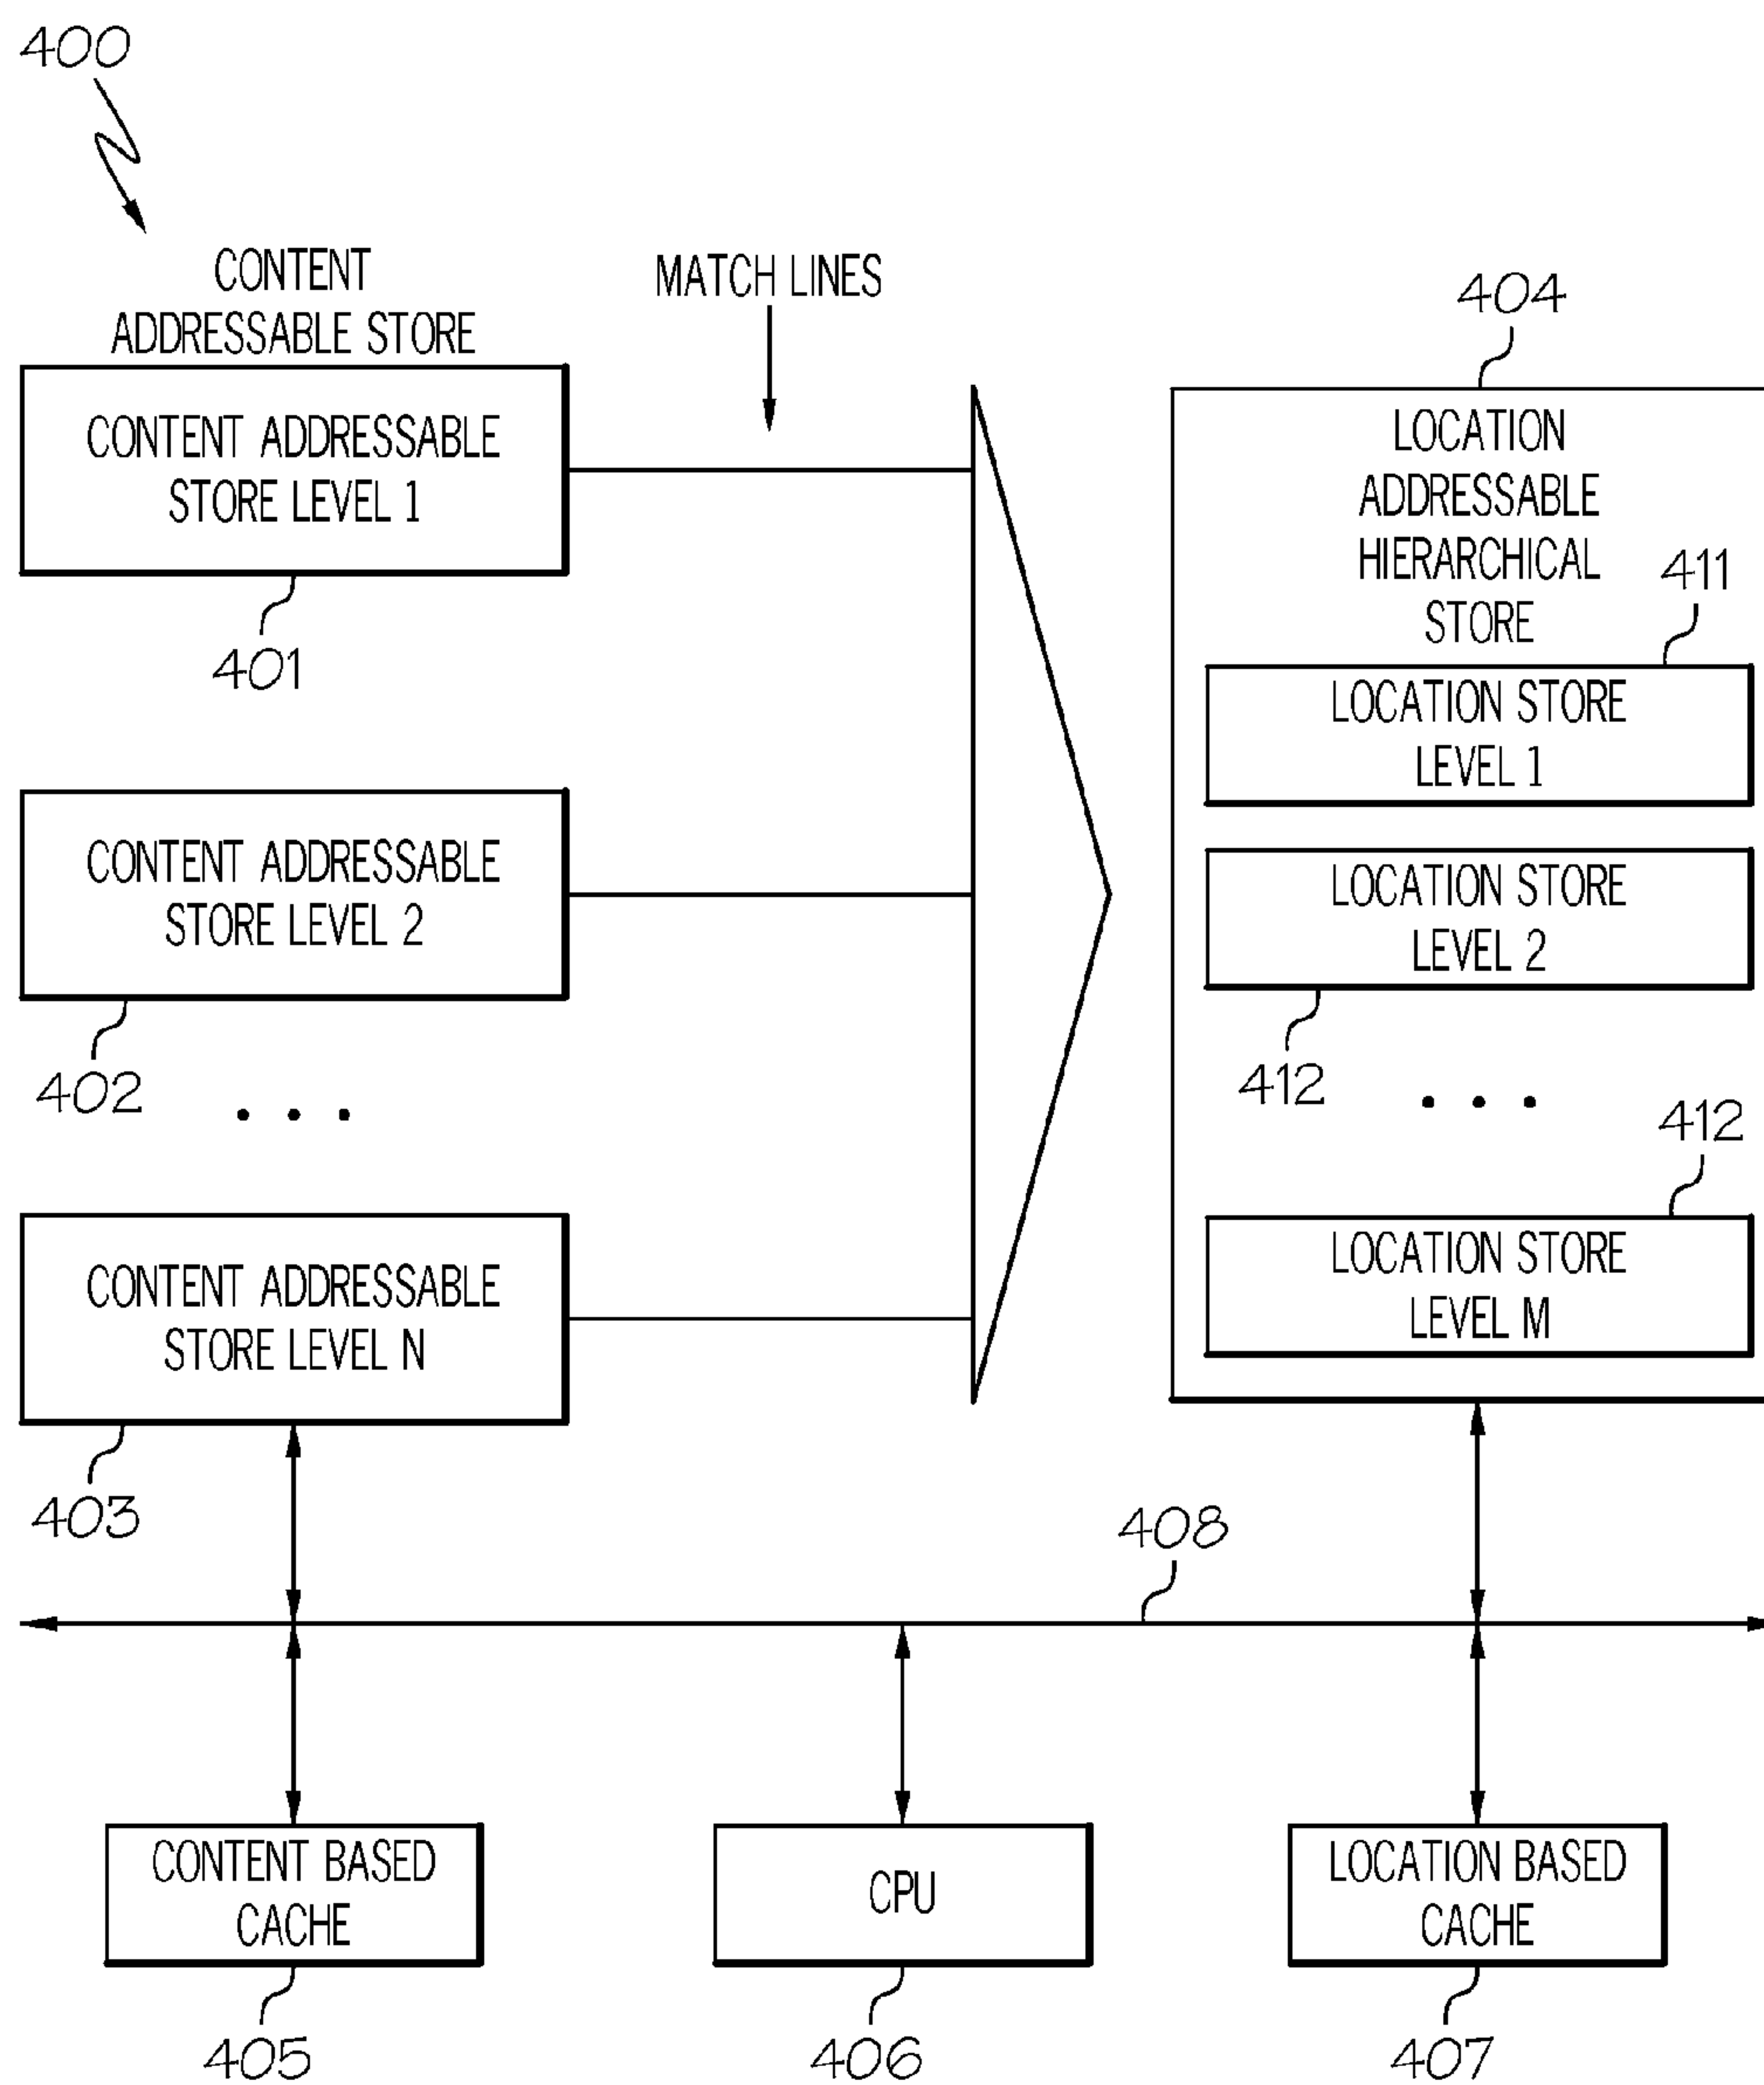 400
CONTENT
ADDRESSABLE STORE
MATCH LINES
404
CONTENT ADDRESSABLE
STORE LEVEL 1
401
LOCATION
ADDRESSABLE
HIERARCHICAL
STORE
411
LOCATION STORE
LEVEL 1
CONTENT ADDRESSABLE
STORE LEVEL 2
402
LOCATION STORE
LEVEL 2
412
. . .
. . .
412
CONTENT ADDRESSABLE
STORE LEVEL N
403
LOCATION STORE
LEVEL M
408
CONTENT BASED
CACHE
405
CPU
406
LOCATION BASED
CACHE
407